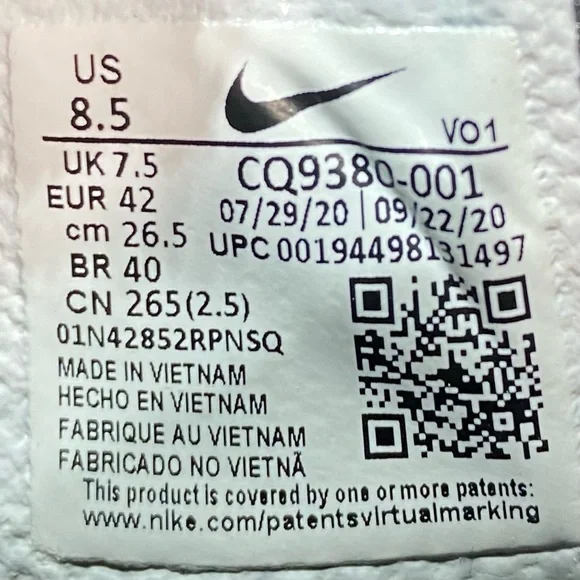 US
8.5
VO1
UK 7.5
EUR 42
cm 26.5
BR 40
CN 265(2.5)
CQ9380-001
07/29/20 | 09/22/20
UPC 00194498131497
01N42852RPNSQ
MADE IN VIETNAM
HECHO EN VIETNAM
FABRIQUE AU VIETNAM
FABRICADO NO VIETNÃ
This product is covered by one or more patents:
www.nike.com/patentsvirtualmarking